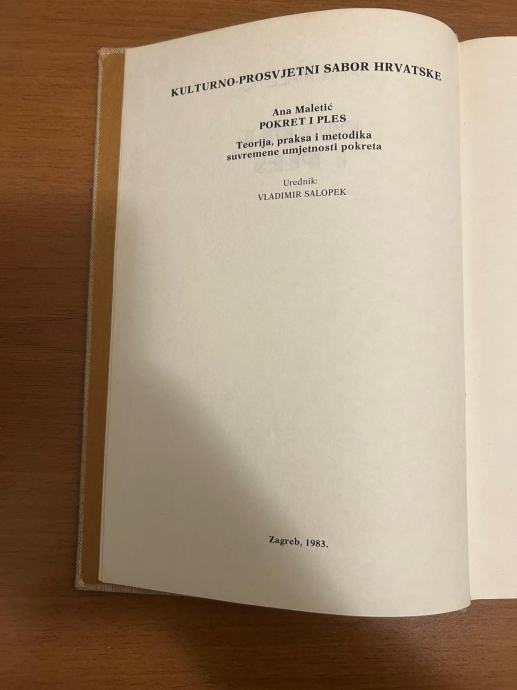 KULTURNO-PROSVJETNI SABOR HRVATSKE
Ana Maletić
POKRET I PLES
Teorija, praksa i metodika
suvremene umjetnosti pokreta
Urednik:
VLADIMIR SALOPEK
Zagreb, 1983.